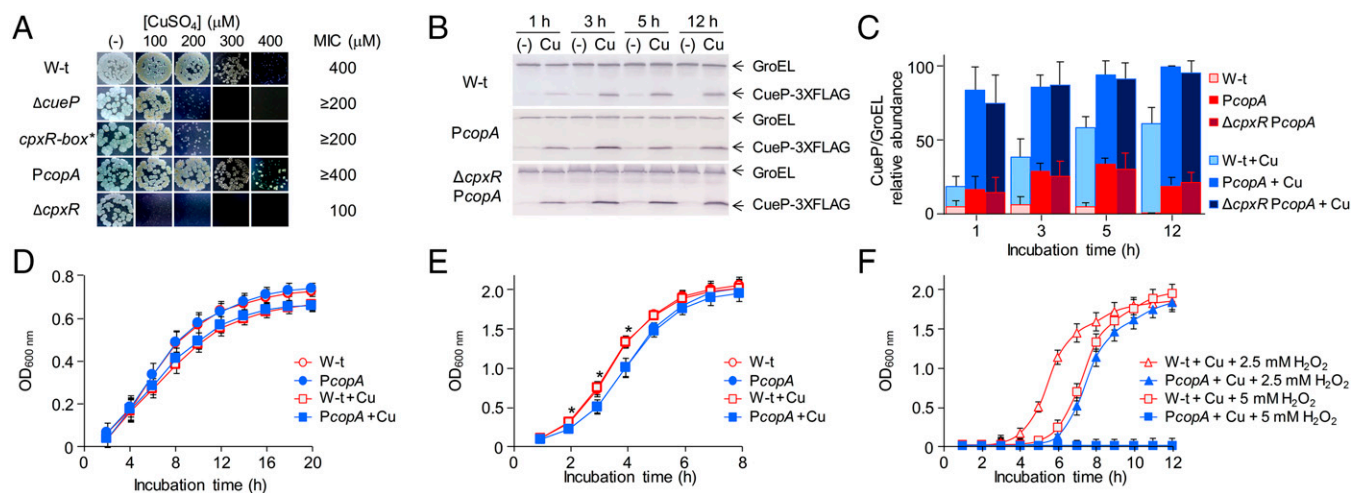 A
[CuSO₄] (µM)
(-) 100 200 300 400 MIC (µM)
W-t 400
ΔcueP ≥200
cpxR-box* ≥200
PcopA ≥400
ΔcpxR 100
B
1 h 3 h 5 h 12 h
(-) Cu (-) Cu (-) Cu (-) Cu
W-t
GroEL
CueP-3XFLAG
PcopA
GroEL
CueP-3XFLAG
ΔcpxR
PcopA
GroEL
CueP-3XFLAG
C
CueP/GroEL
relative abundance
100
50
0
1 3 5 12
Incubation time (h)
W-t
PcopA
ΔcpxR PcopA
W-t + Cu
PcopA + Cu
ΔcpxR PcopA + Cu
D
OD₆₀₀ nm
0.8
0.6
0.4
0.2
0
0 4 8 12 16 20
Incubation time (h)
W-t
PcopA
W-t + Cu
PcopA + Cu
E
OD₆₀₀ nm
2.0
1.5
1.0
0.5
0
0 2 4 6 8
Incubation time (h)
* * *
W-t
PcopA
W-t + Cu
PcopA + Cu
F
OD₆₀₀ nm
2.0
1.5
1.0
0.5
0
0 2 4 6 8 10 12
Incubation time (h)
W-t + Cu + 2.5 mM H₂O₂
PcopA + Cu + 2.5 mM H₂O₂
W-t + Cu + 5 mM H₂O₂
PcopA + Cu + 5 mM H₂O₂